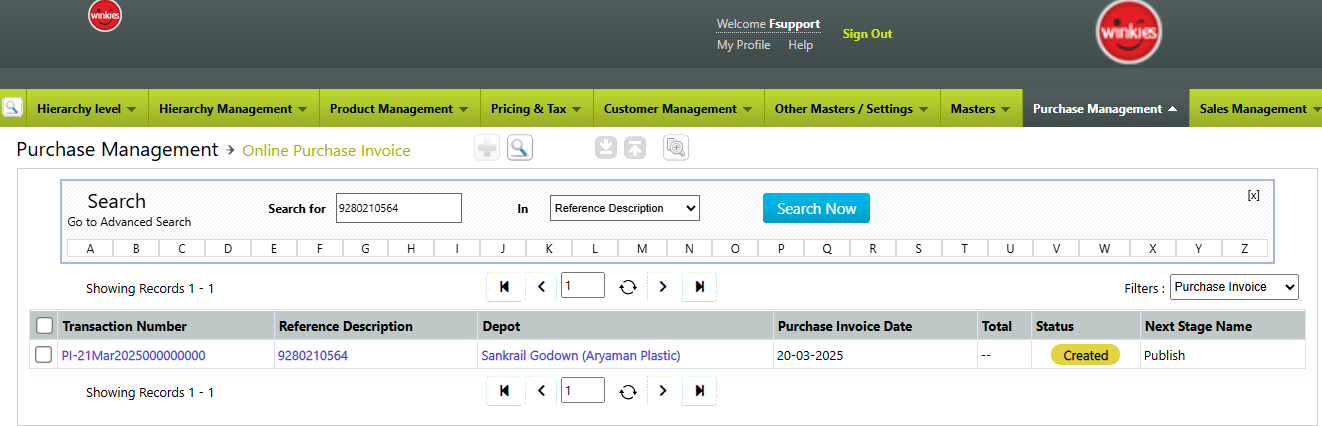 winkies
Welcome Fsupport
My Profile Help
Sign Out
winkies
Hierarchy level Hierarchy Management Product Management Pricing & Tax Customer Management Other Masters / Settings Masters Purchase Management Sales Management
Purchase Management Online Purchase Invoice
Search
Go to Advanced Search
Search for 9280210564 In Reference Description Search Now [x]
A B C D E F G H I J K L M N O P Q R S T U V W X Y Z
Showing Records 1 - 1 1 Filters : Purchase Invoice
Transaction Number Reference Description Depot Purchase Invoice Date Total Status Next Stage Name
PI-21Mar2025000000000 9280210564 Sankrail Godown (Aryaman Plastic) 20-03-2025 -- Created Publish
Showing Records 1 - 1 1